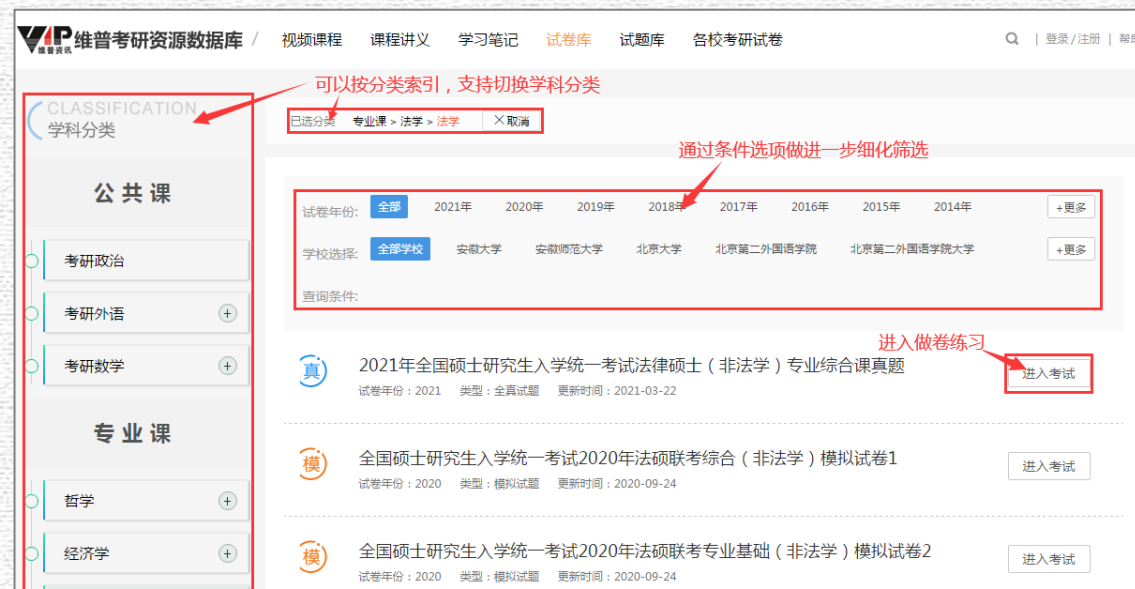 VIP 维普资讯 维普考研资源数据库 / 视频课程 课程讲义 学习笔记 试卷库 试题库 各校考研试卷 | 登录/注册 | 帮
可以按分类索引，支持切换学科分类
CLASSIFICATION
学科分类
已选分类 专业课 > 法学 > 法学 ×取消
通过条件选项做进一步细化筛选
公共课
试卷年份: 全部 2021年 2020年 2019年 2018年 2017年 2016年 2015年 2014年 +更多
学校选择: 全部学校 安徽大学 安徽师范大学 北京大学 北京第二外国语学院 北京第二外国语学院大学 +更多
查询条件:
考研政治
考研外语 +
考研数学 +
进入做卷练习
真 2021年全国硕士研究生入学统一考试法律硕士（非法学）专业综合课真题 进入考试
试卷年份：2021 类型：全真试题 更新时间：2021-03-22
专业课
模 全国硕士研究生入学统一考试2020年法硕联考综合（非法学）模拟试卷1 进入考试
试卷年份：2020 类型：模拟试题 更新时间：2020-09-24
哲学 +
经济学 +
模 全国硕士研究生入学统一考试2020年法硕联考专业基础（非法学）模拟试卷2 进入考试
试卷年份：2020 类型：模拟试题 更新时间：2020-09-24